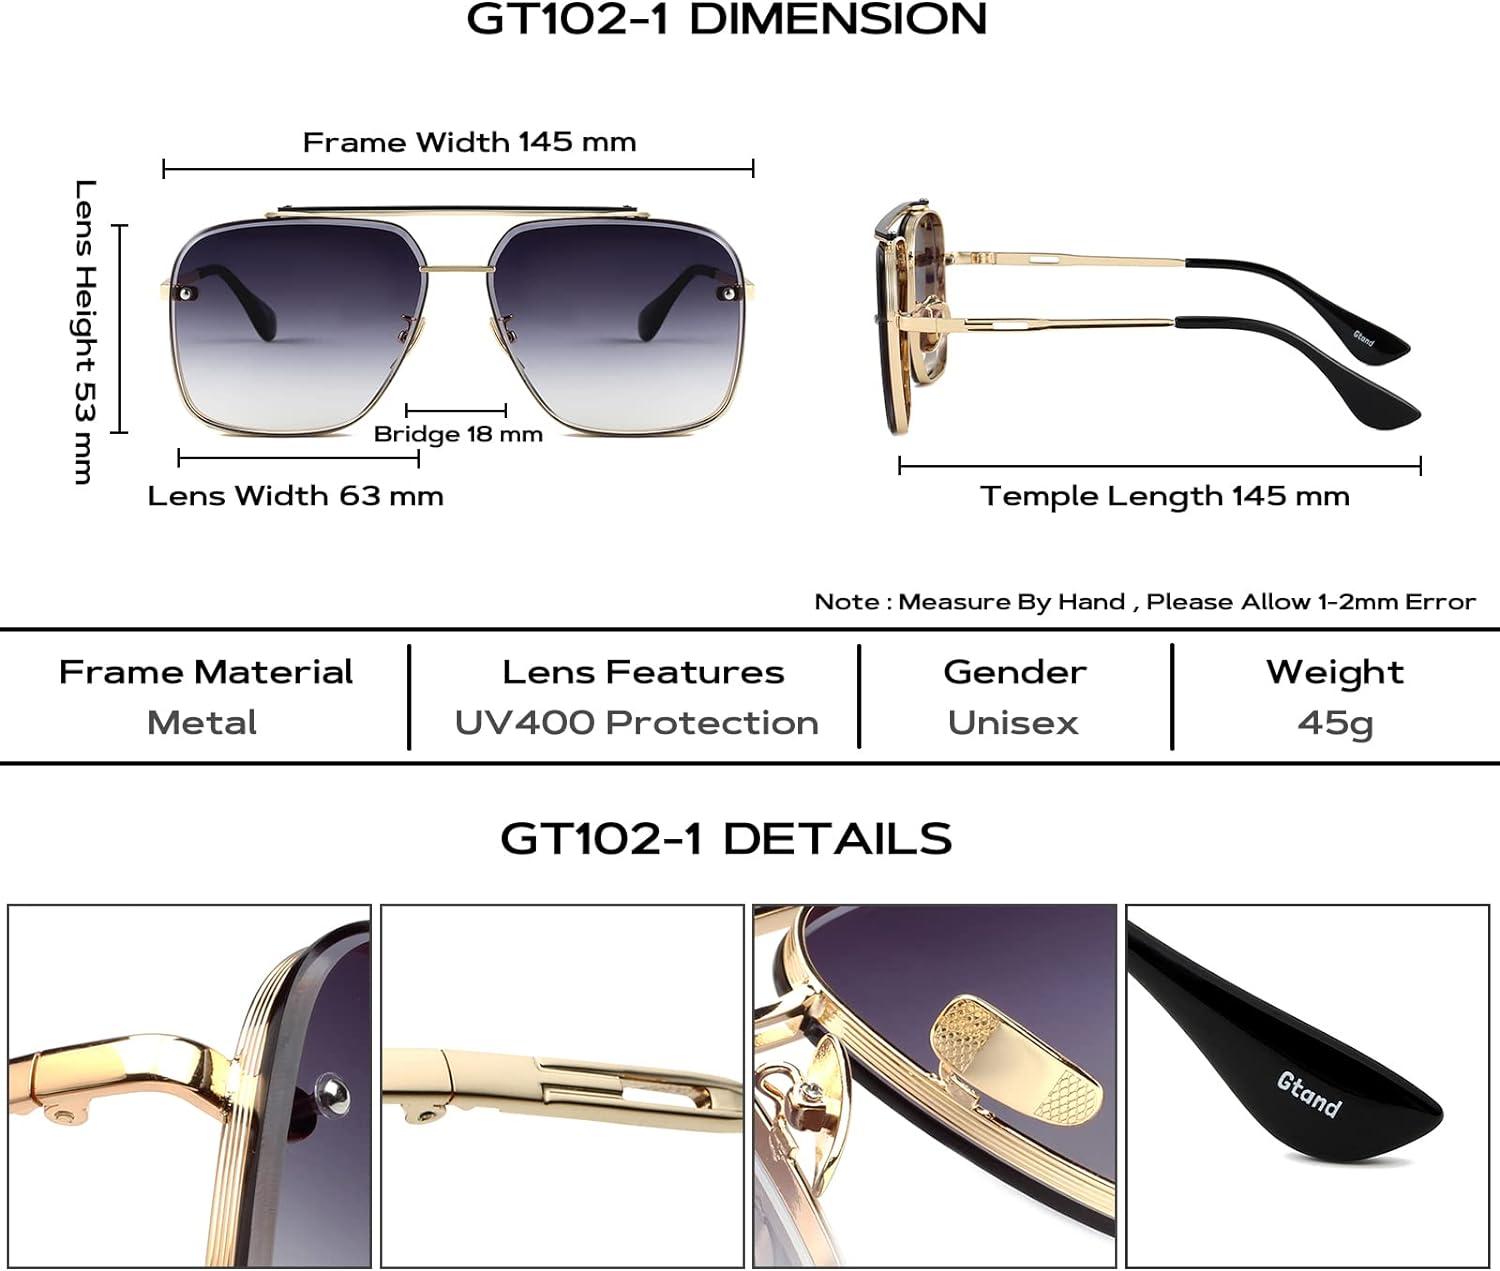 GT102-1 DIMENSION
Frame Width 145 mm
Lens Height 53 mm
Bridge 18 mm
Lens Width 63 mm
Gtand
Temple Length 145 mm
Note : Measure By Hand , Please Allow 1-2mm Error
Frame Material
Lens Features
Gender
Weight
Metal
UV400 Protection
Unisex
45g
GT102-1 DETAILS
Gtand